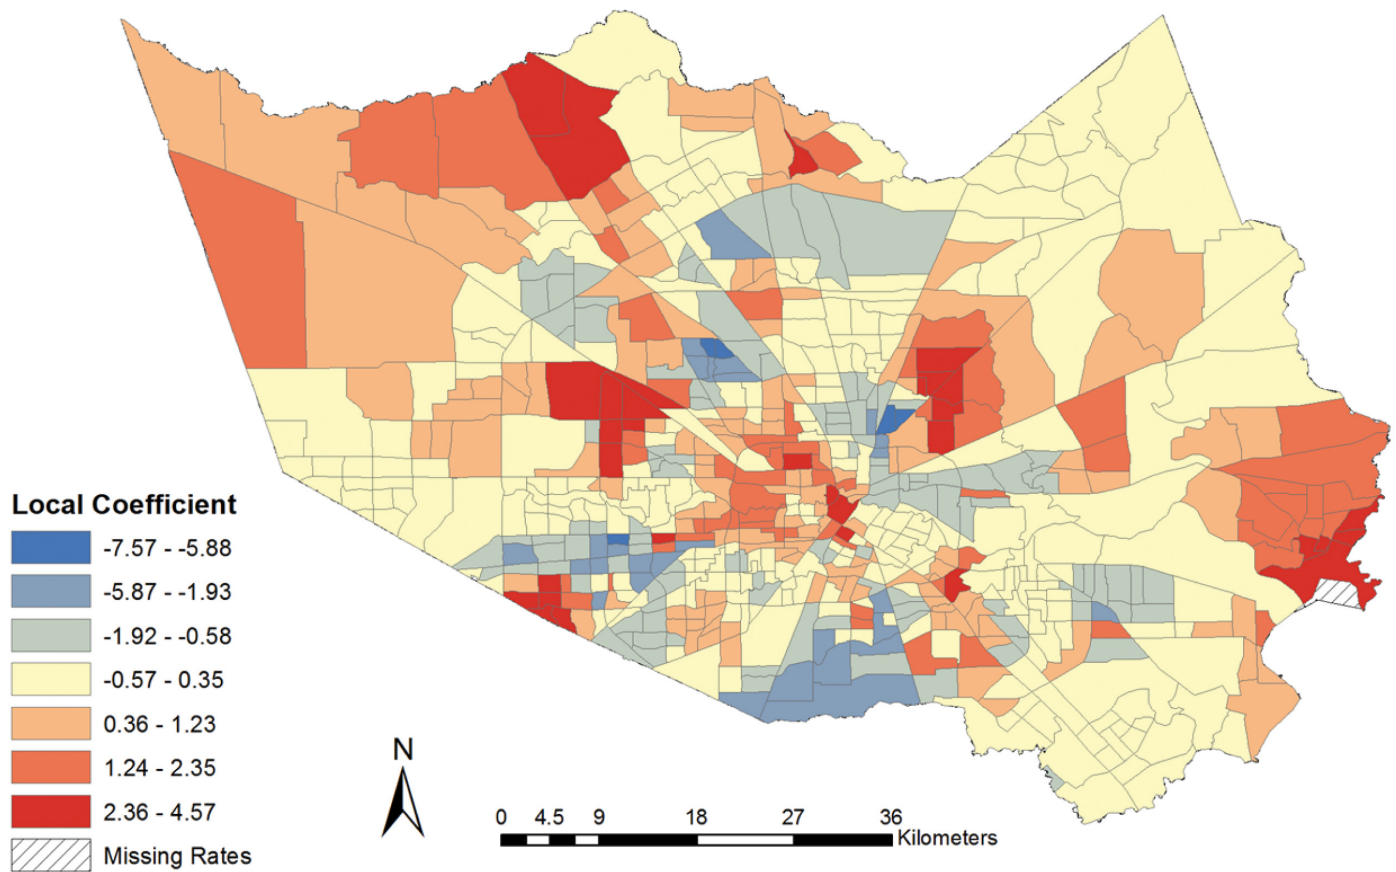 Local Coefficient
-7.57 - -5.88
-5.87 - -1.93
-1.92 - -0.58
-0.57 - 0.35
0.36 - 1.23
1.24 - 2.35
2.36 - 4.57
Missing Rates
N
0 4.5 9 18 27 36
Kilometers